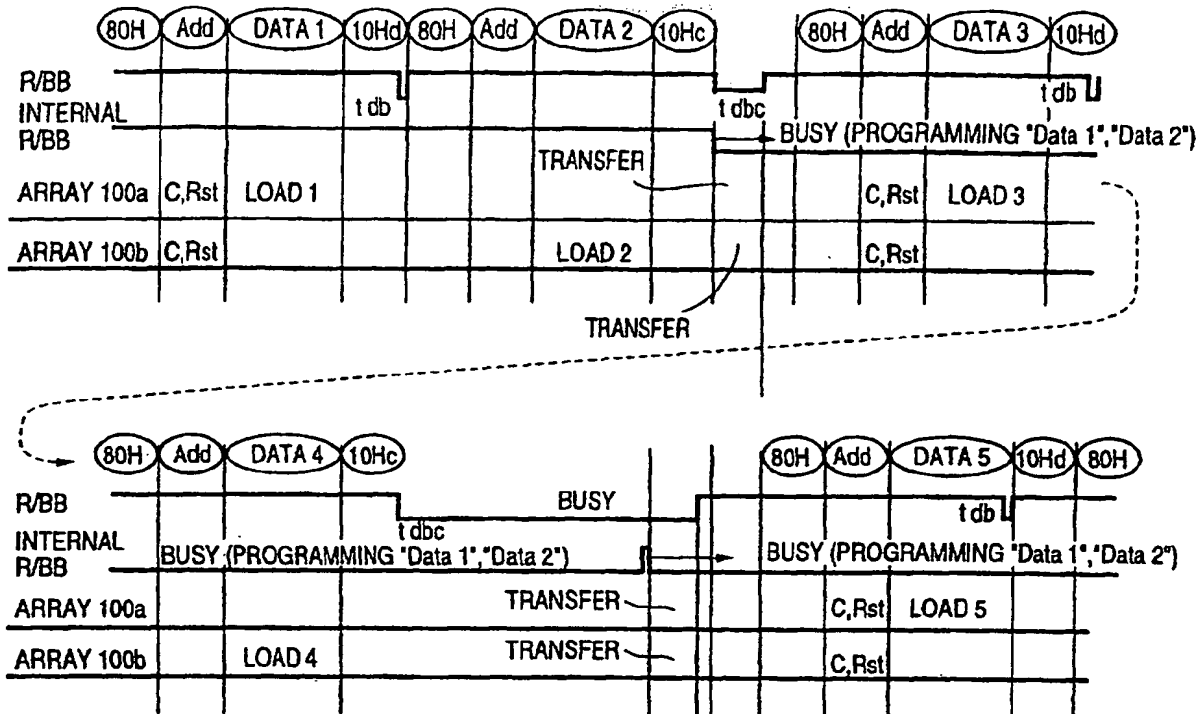 80H Add DATA 1 10Hd 80H Add DATA 2 10Hc 80H Add DATA 3 10Hd
R/BB
t db t dbc t db
INTERNAL
R/BB
BUSY (PROGRAMMING "Data 1","Data 2")
TRANSFER
ARRAY 100a C,Rst LOAD 1 C,Rst LOAD 3
ARRAY 100b C,Rst LOAD 2 C,Rst
TRANSFER
80H Add DATA 4 10Hc 80H Add DATA 5 10Hd 80H
R/BB BUSY
t dbc t db
INTERNAL
R/BB
BUSY (PROGRAMMING "Data 1","Data 2") BUSY (PROGRAMMING "Data 1","Data 2")
ARRAY 100a TRANSFER C,Rst LOAD 5
ARRAY 100b LOAD 4 TRANSFER C,Rst